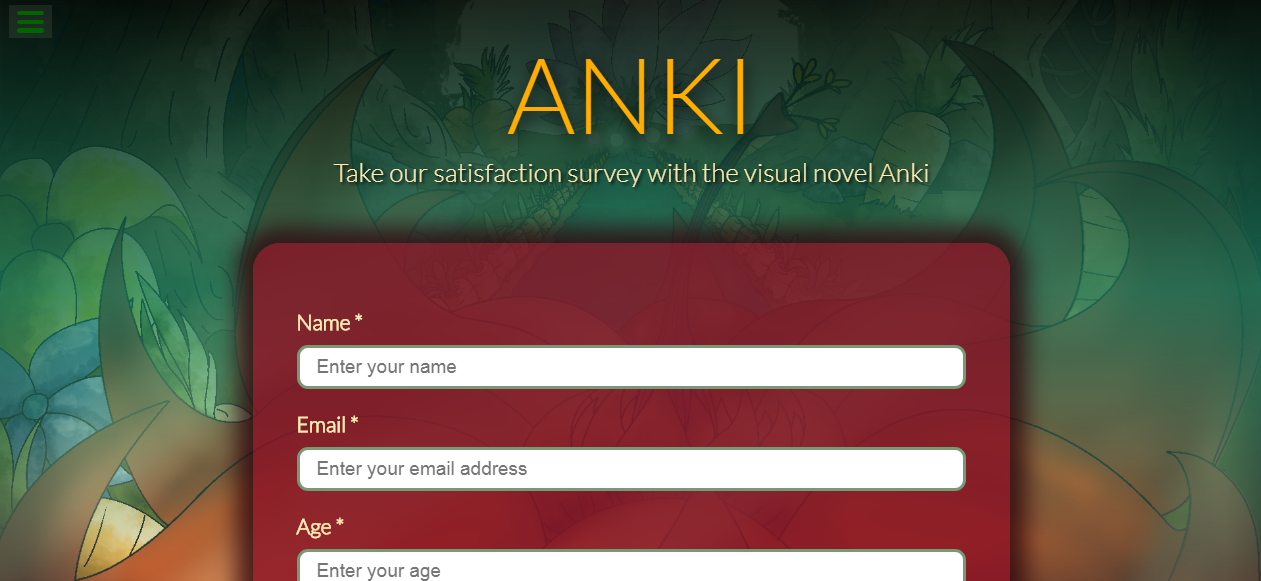 ANKI
Take our satisfaction survey with the visual novel Anki
Name *
Enter your name
Email *
Enter your email address
Age *
Enter your age